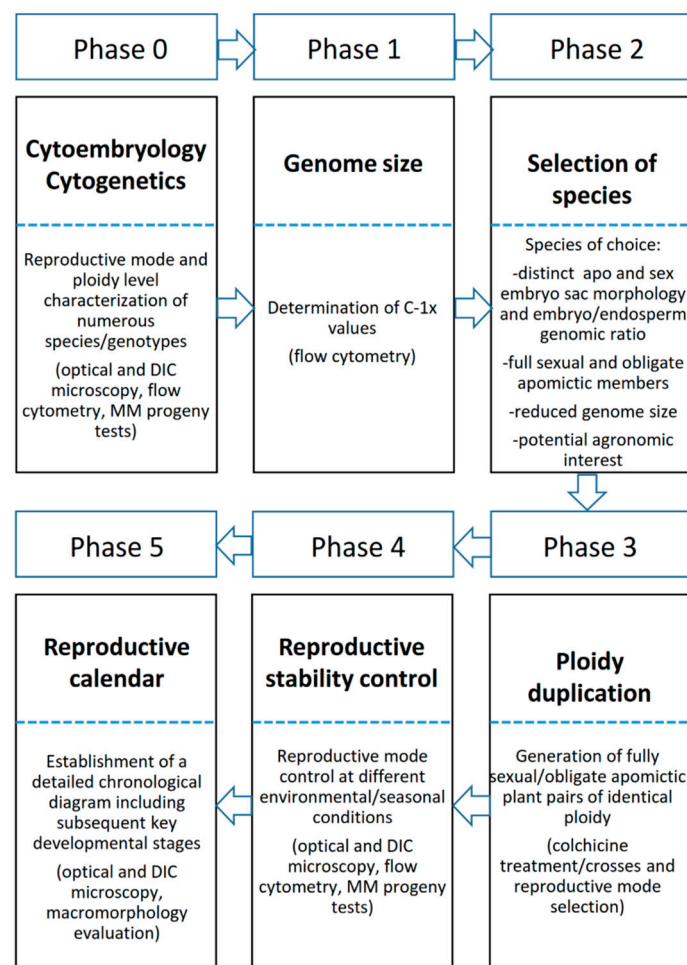 Phase 0
Phase 1
Phase 2
Cytoembryology
Cytogenetics
Reproductive mode and
ploidy level
characterization of
numerous
species/genotypes
(optical and DIC
microscopy, flow
cytometry, MM progeny
tests)
Genome size
Determination of C-1x
values
(flow cytometry)
Selection of
species
Species of choice:
-distinct apo and sex
embryo sac morphology
and embryo/endosperm
genomic ratio
-full sexual and obligate
apomictic members
-reduced genome size
-potential agronomic
interest
Phase 5
Phase 4
Phase 3
Reproductive
calendar
Establishment of a
detailed chronological
diagram including
subsequent key
developmental stages
(optical and DIC
microscopy,
macromorphology
evaluation)
Reproductive
stability control
Reproductive mode
control at different
environmental/seasonal
conditions
(optical and DIC
microscopy, flow
cytometry, MM progeny
tests)
Ploidy
duplication
Generation of fully
sexual/obligate apomictic
plant pairs of identical
ploidy
(colchicine
treatment/crosses and
reproductive mode
selection)